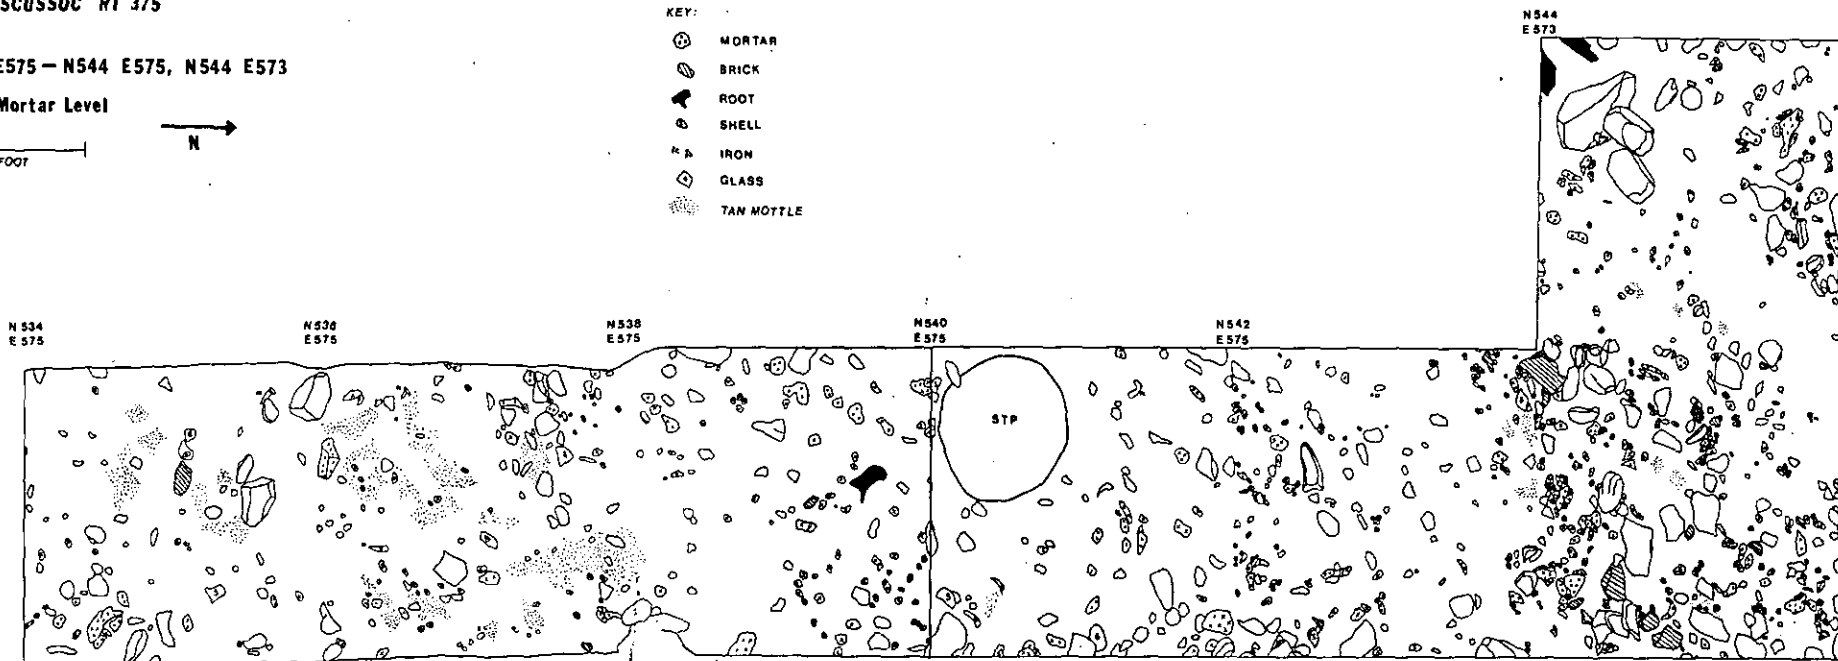 SCUSSOC RI 375
E575 — N544 E575, N544 E573
Mortar Level
N
FOOT
KEY:
MORTAR
BRICK
ROOT
SHELL
IRON
GLASS
TAN MOTTLE
N544
E573
N534
E575
N536
E575
N538
E575
N540
E575
N542
E575
STP